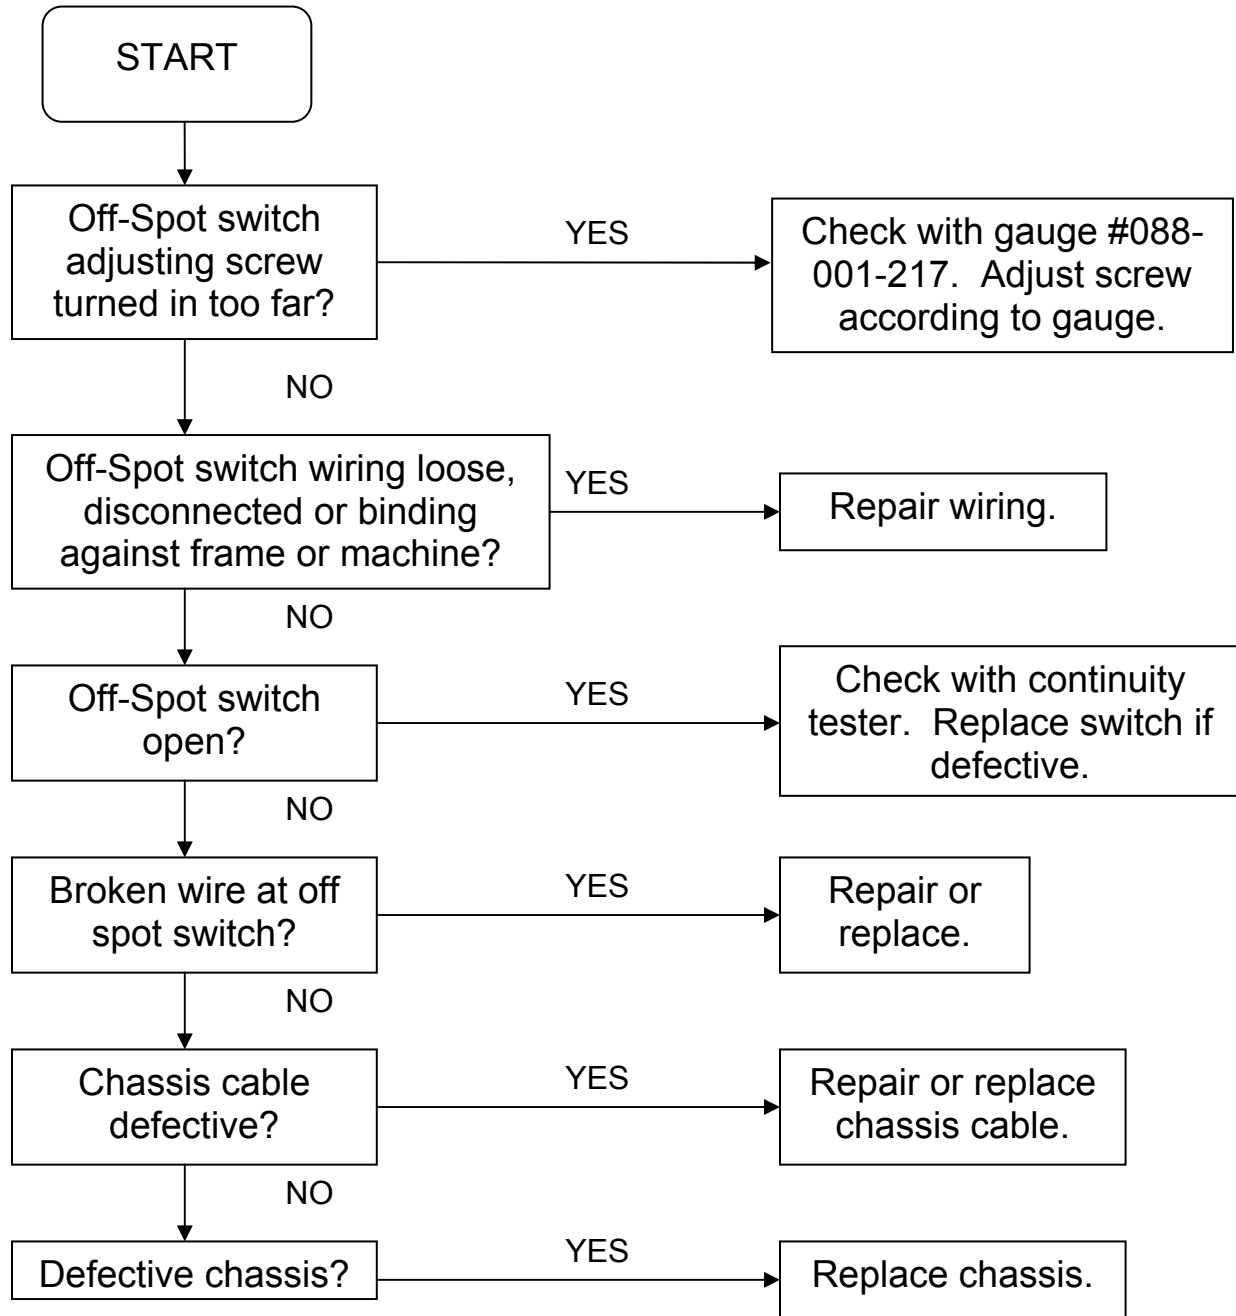 START
Off-Spot switch
adjusting screw
turned in too far?
YES
Check with gauge #088-
001-217.  Adjust screw
according to gauge.
NO
Off-Spot switch wiring loose,
disconnected or binding
against frame or machine?
YES
Repair wiring.
NO
Off-Spot switch
open?
YES
Check with continuity
tester.  Replace switch if
defective.
NO
Broken wire at off
spot switch?
YES
Repair or
replace.
NO
Chassis cable
defective?
YES
Repair or replace
chassis cable.
NO
Defective chassis?
YES
Replace chassis.